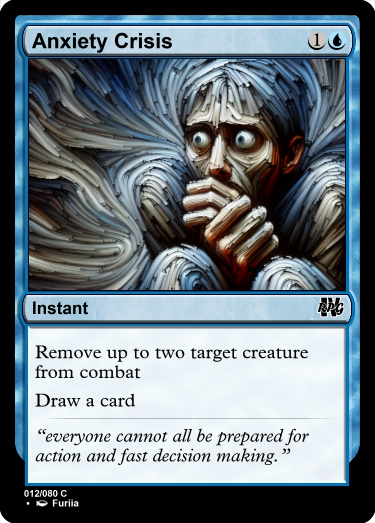 Anxiety Crisis 1
Instant
Remove up to two target creature
from combat
Draw a card
“everyone cannot all be prepared for
action and fast decision making.”
012/080 C
• Furiia